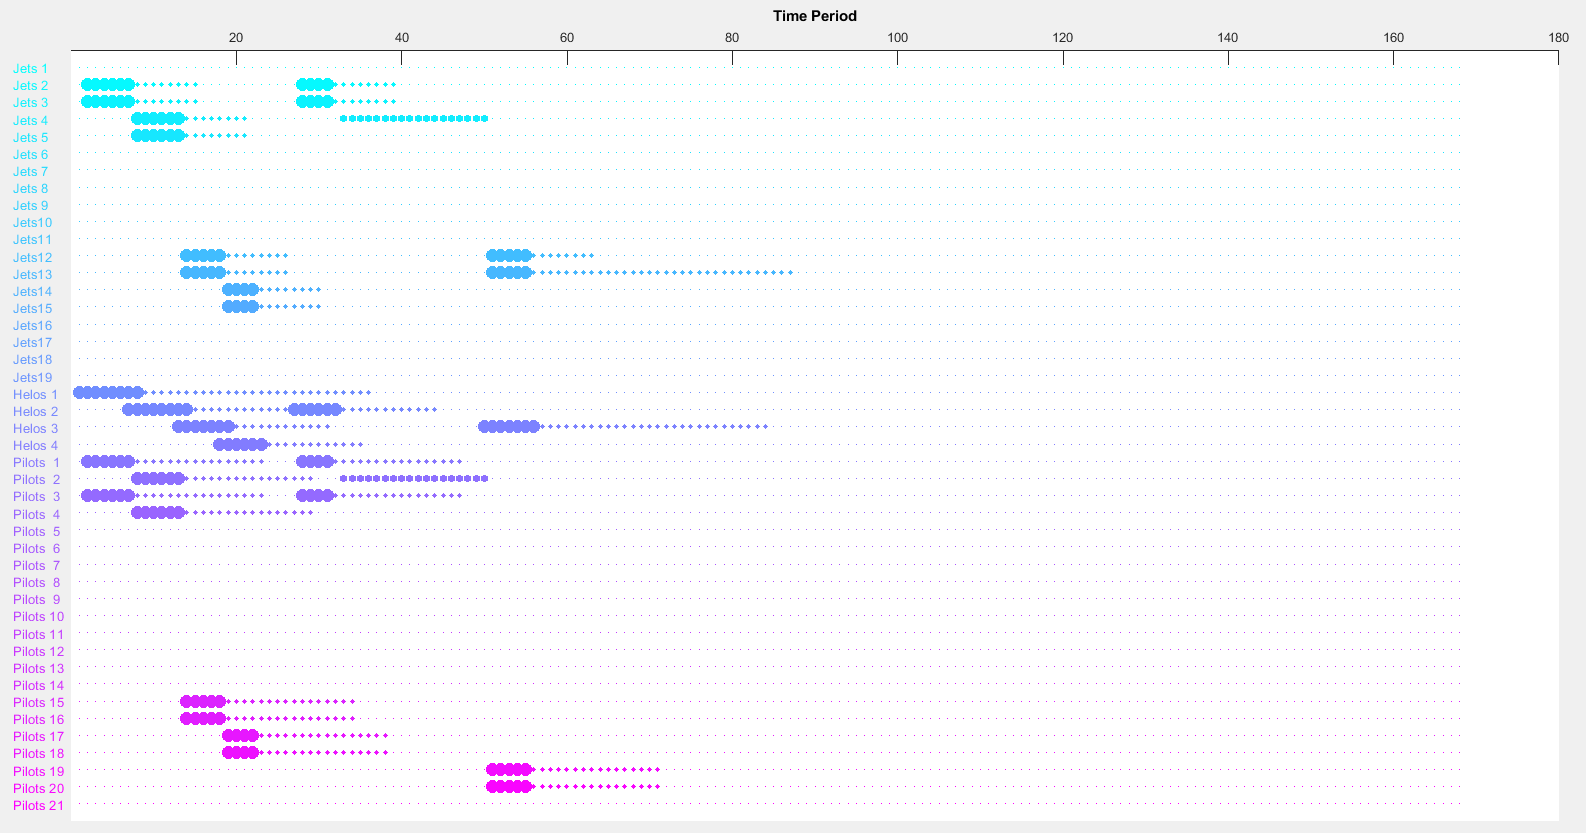 Time Period
20 40 60 80 100 120 140 160 180
Jets 1
Jets 2
Jets 3
Jets 4
Jets 5
Jets 6
Jets 7
Jets 8
Jets 9
Jets10
Jets11
Jets12
Jets13
Jets14
Jets15
Jets16
Jets17
Jets18
Jets19
Helos 1
Helos 2
Helos 3
Helos 4
Pilots 1
Pilots 2
Pilots 3
Pilots 4
Pilots 5
Pilots 6
Pilots 7
Pilots 8
Pilots 9
Pilots 10
Pilots 11
Pilots 12
Pilots 13
Pilots 14
Pilots 15
Pilots 16
Pilots 17
Pilots 18
Pilots 19
Pilots 20
Pilots 21